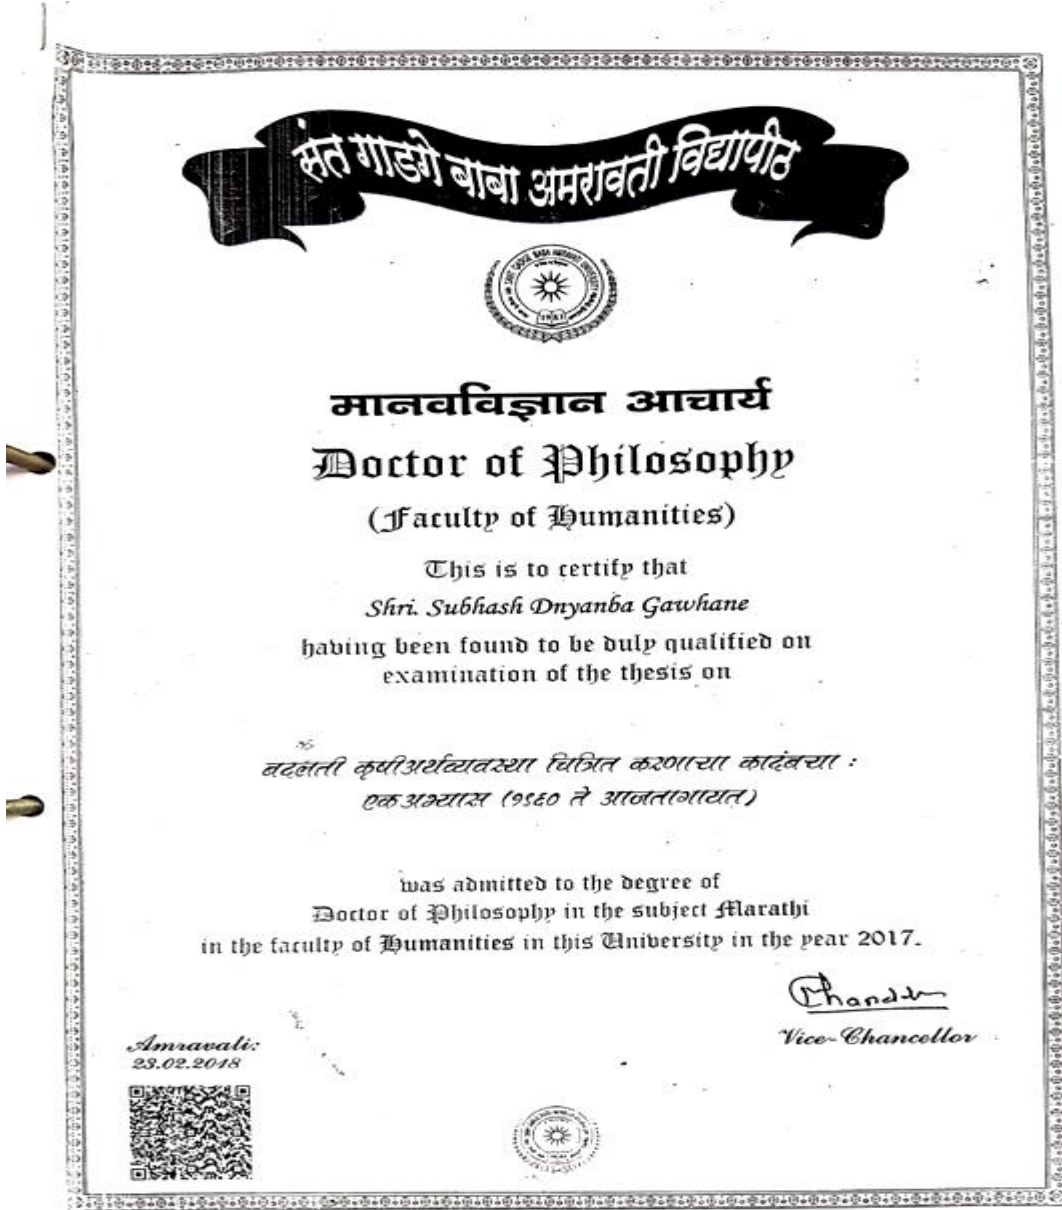 संत गाडगे बाबा अमरावती विद्यापीठ
मानवविज्ञान आचार्य
Doctor of Philosophy
(Faculty of Humanities)
This is to certify that
Shri. Subhash Dnyanba Gawhane
having been found to be duly qualified on
examination of the thesis on
बदलती कृषीअर्थव्यवस्था चित्रित करणाऱ्या कादंबऱ्या :
एक अभ्यास (१९६० ते आजतागायत)
was admitted to the degree of
Doctor of Philosophy in the subject Marathi
in the faculty of Humanities in this University in the year 2017.
Vice-Chancellor
Amravati:
23.02.2018